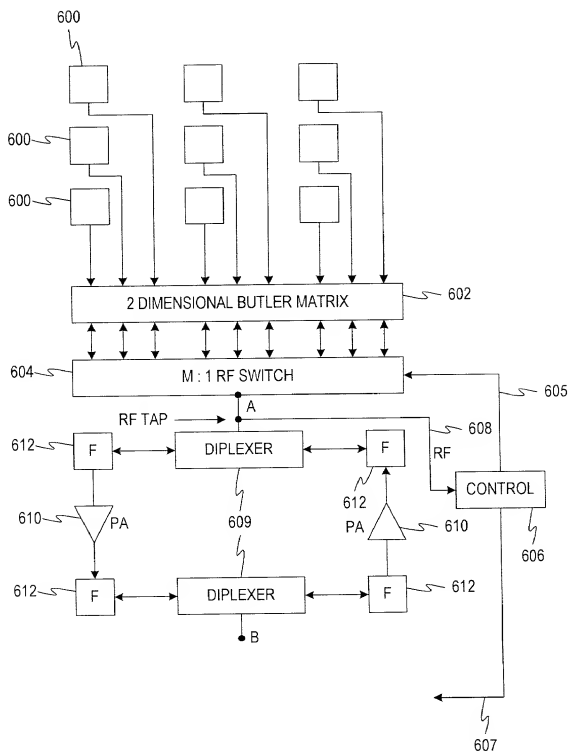 600
600
600
2 DIMENSIONAL BUTLER MATRIX
602
604
M : 1 RF SWITCH
605
A
RF TAP
608
612
F
DIPLEXER
F
RF
612
CONTROL
610
PA
609
PA
610
606
612
F
DIPLEXER
F
612
B
607